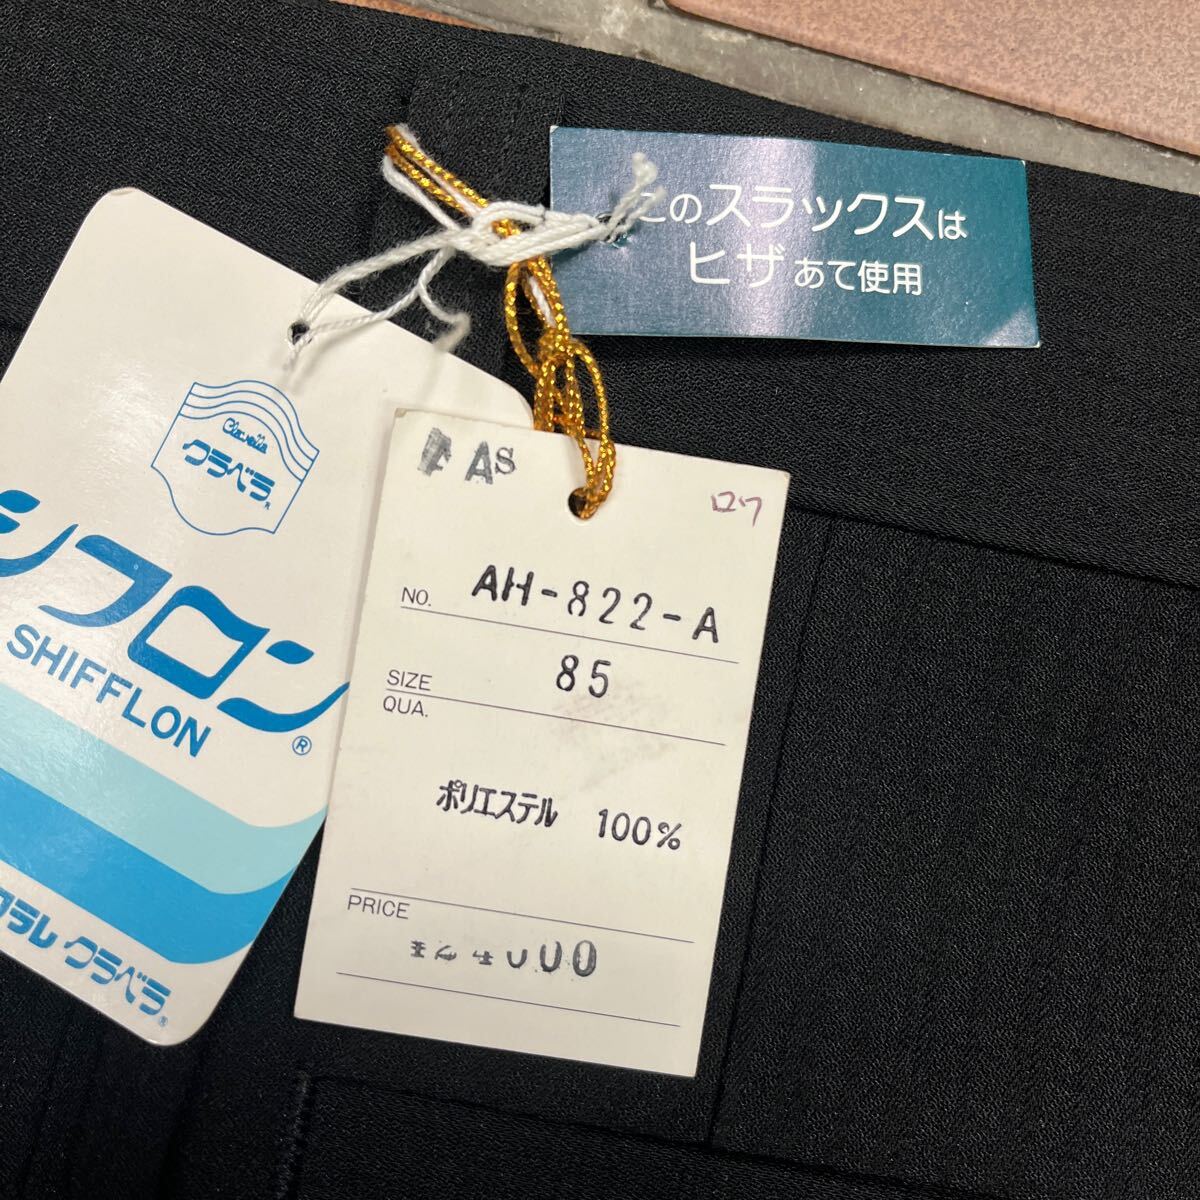 このスラックスは
ヒザあて使用
Clavella
クラベラ®
シフロン®
SHIFFLON
クラレ クラベラ®
AS
ロワ
NO. AH-822-A
SIZE 85
QUA.
ポリエステル 100%
PRICE
¥24000